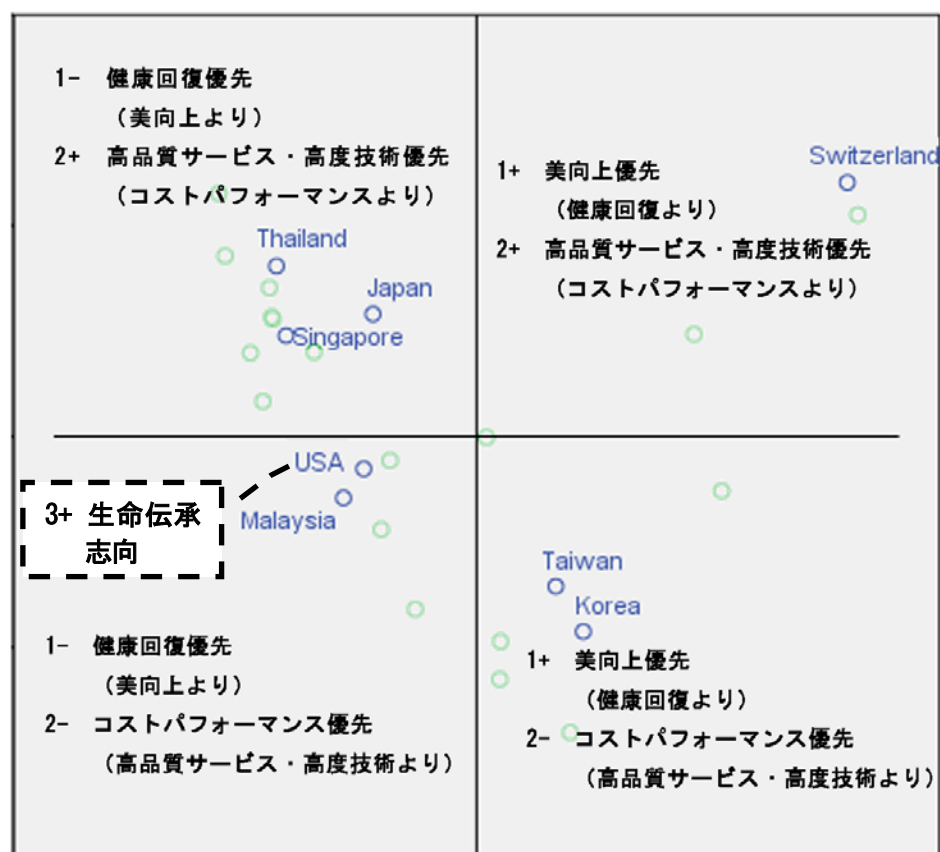 1- 健康回復優先
（美向上より）
2+ 高品質サービス・高度技術優先
（コストパフォーマンスより）
Switzerland
1+ 美向上優先
（健康回復より）
2+ 高品質サービス・高度技術優先
（コストパフォーマンスより）
Thailand
Japan
Singapore
USA
Malaysia
3+ 生命伝承
志向
Taiwan
Korea
1- 健康回復優先
（美向上より）
2- コストパフォーマンス優先
（高品質サービス・高度技術より）
1+ 美向上優先
（健康回復より）
2- コストパフォーマンス優先
（高品質サービス・高度技術より）